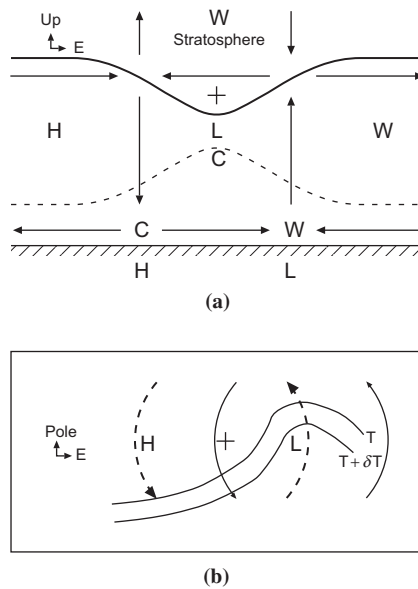 W
Up
Stratosphere
E
+
H L W
C
C W
H L
(a)
Pole
E
H + L
T
T + δT
(b)